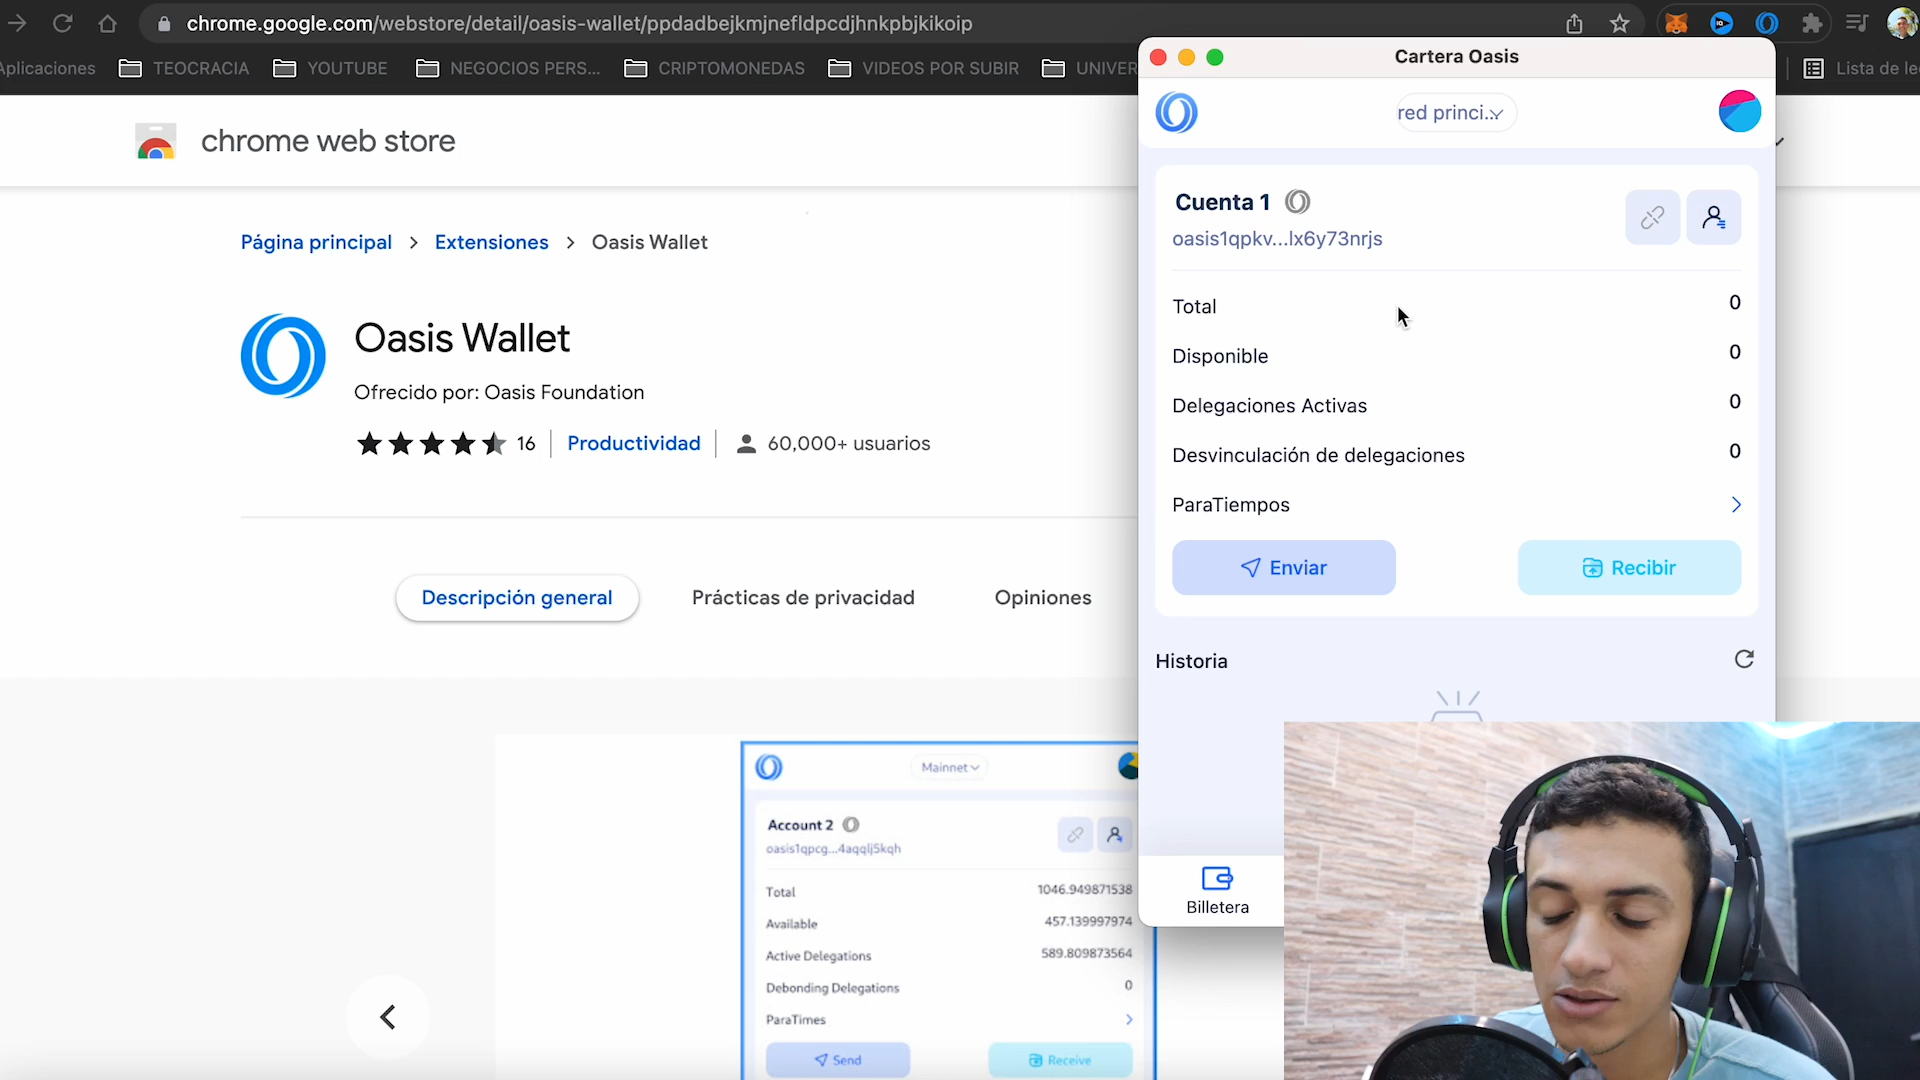 chrome.google.com/webstore/detail/oasis-wallet/ppdadbejkmjnefldpcdjhnkpbjkikoip
Aplicaciones
TEOCRACIA
YOUTUBE
NEGOCIOS PERS...
CRIPTOMONEDAS
VIDEOS POR SUBIR
UNIVER
Lista de le
chrome web store
Página principal > Extensiones > Oasis Wallet
Oasis Wallet
Ofrecido por: Oasis Foundation
16
Productividad
60,000+ usuarios
Descripción general
Prácticas de privacidad
Opiniones
Mainnet
Account 2
oasis1qpcg...4aqqlj5kqh
Total 1046.949871538
Available 457.139997974
Active Delegations 589.809873564
Debonding Delegations 0
ParaTimes
Send
Receive
Cartera Oasis
red princi...
Cuenta 1
oasis1qpkv...lx6y73nrjs
Total 0
Disponible 0
Delegaciones Activas 0
Desvinculación de delegaciones 0
ParaTiempos
Enviar
Recibir
Historia
Billetera